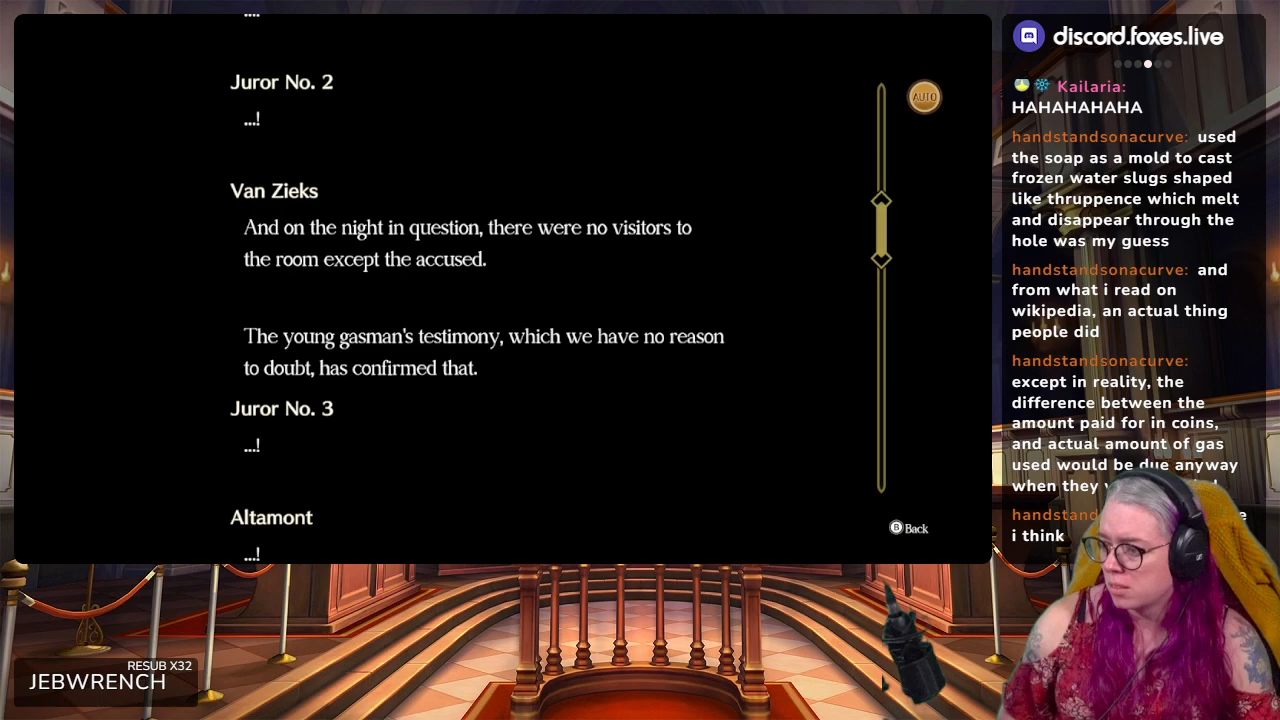 ....
Juror No. 2
...!
Van Zieks
And on the night in question, there were no visitors to
the room except the accused.
The young gasman's testimony, which we have no reason
to doubt, has confirmed that.
Juror No. 3
...!
Altamont
...!
AUTO
B Back
discord.foxes.live
Kailaria:
HAHAHAHAHA
handstandsonacurve: used
the soap as a mold to cast
frozen water slugs shaped
like thruppence which melt
and disappear through the
hole was my guess
handstandsonacurve: and
from what i read on
wikipedia, an actual thing
people did
handstandsonacurve:
except in reality, the
difference between the
amount paid for in coins,
and actual amount of gas
used would be due anyway
when they
handstand
i think
RESUB X32
JEBWRENCH